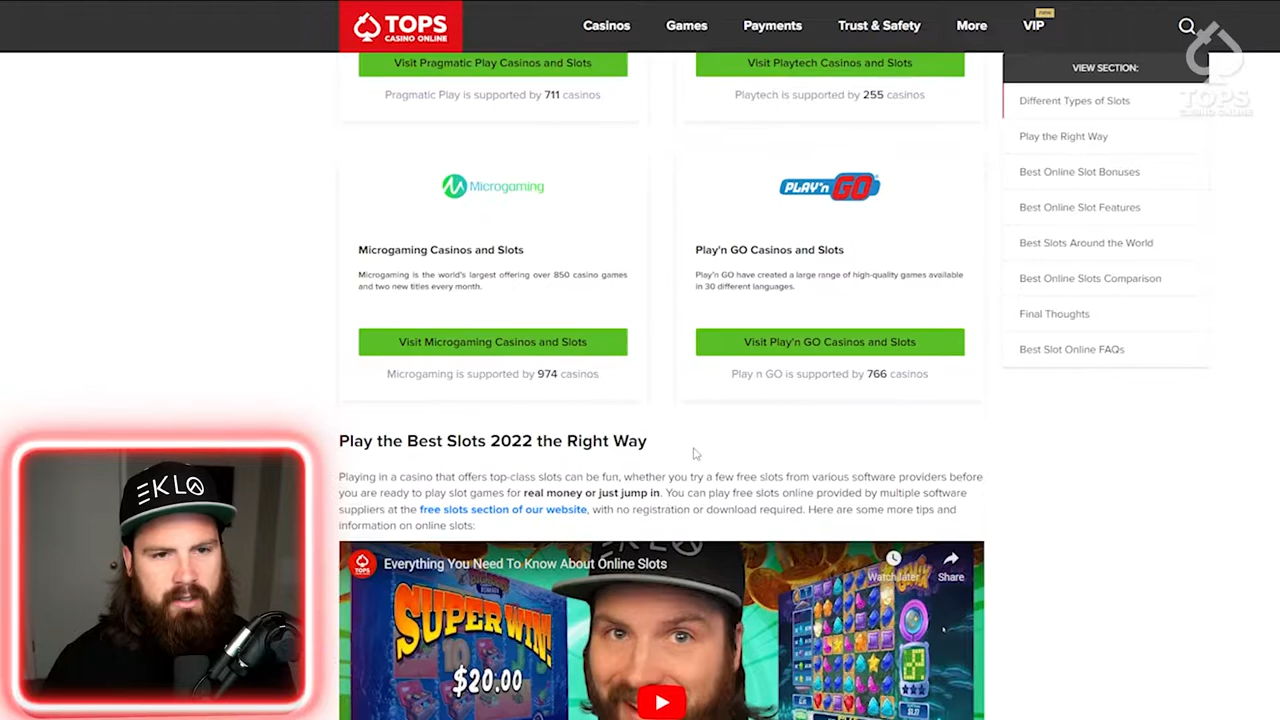 TOPS
CASINO ONLINE
Casinos
Games
Payments
Trust & Safety
More
new
VIP
TOPS
CASINO ONLINE
Visit Pragmatic Play Casinos and Slots
Pragmatic Play is supported by 711 casinos
Visit Playtech Casinos and Slots
Playtech is supported by 255 casinos
Microgaming
Microgaming Casinos and Slots
Microgaming is the world's largest offering over 850 casino games
and two new titles every month.
Visit Microgaming Casinos and Slots
Microgaming is supported by 974 casinos
PLAY'n GO
Play'n GO Casinos and Slots
Play'n GO have created a large range of high-quality games available
in 30 different languages.
Visit Play'n GO Casinos and Slots
Play n GO is supported by 766 casinos
VIEW SECTION:
Different Types of Slots
Play the Right Way
Best Online Slot Bonuses
Best Online Slot Features
Best Slots Around the World
Best Online Slots Comparison
Final Thoughts
Best Slot Online FAQs
Play the Best Slots 2022 the Right Way
Playing in a casino that offers top-class slots can be fun, whether you try a few free slots from various software providers before
you are ready to play slot games for real money or just jump in. You can play free slots online provided by multiple software
suppliers at the free slots section of our website, with no registration or download required. Here are some more tips and
information on online slots:
TOPS
Everything You Need To Know About Online Slots
Watch later
Share
SUPER WIN!
$20.00
EKLO